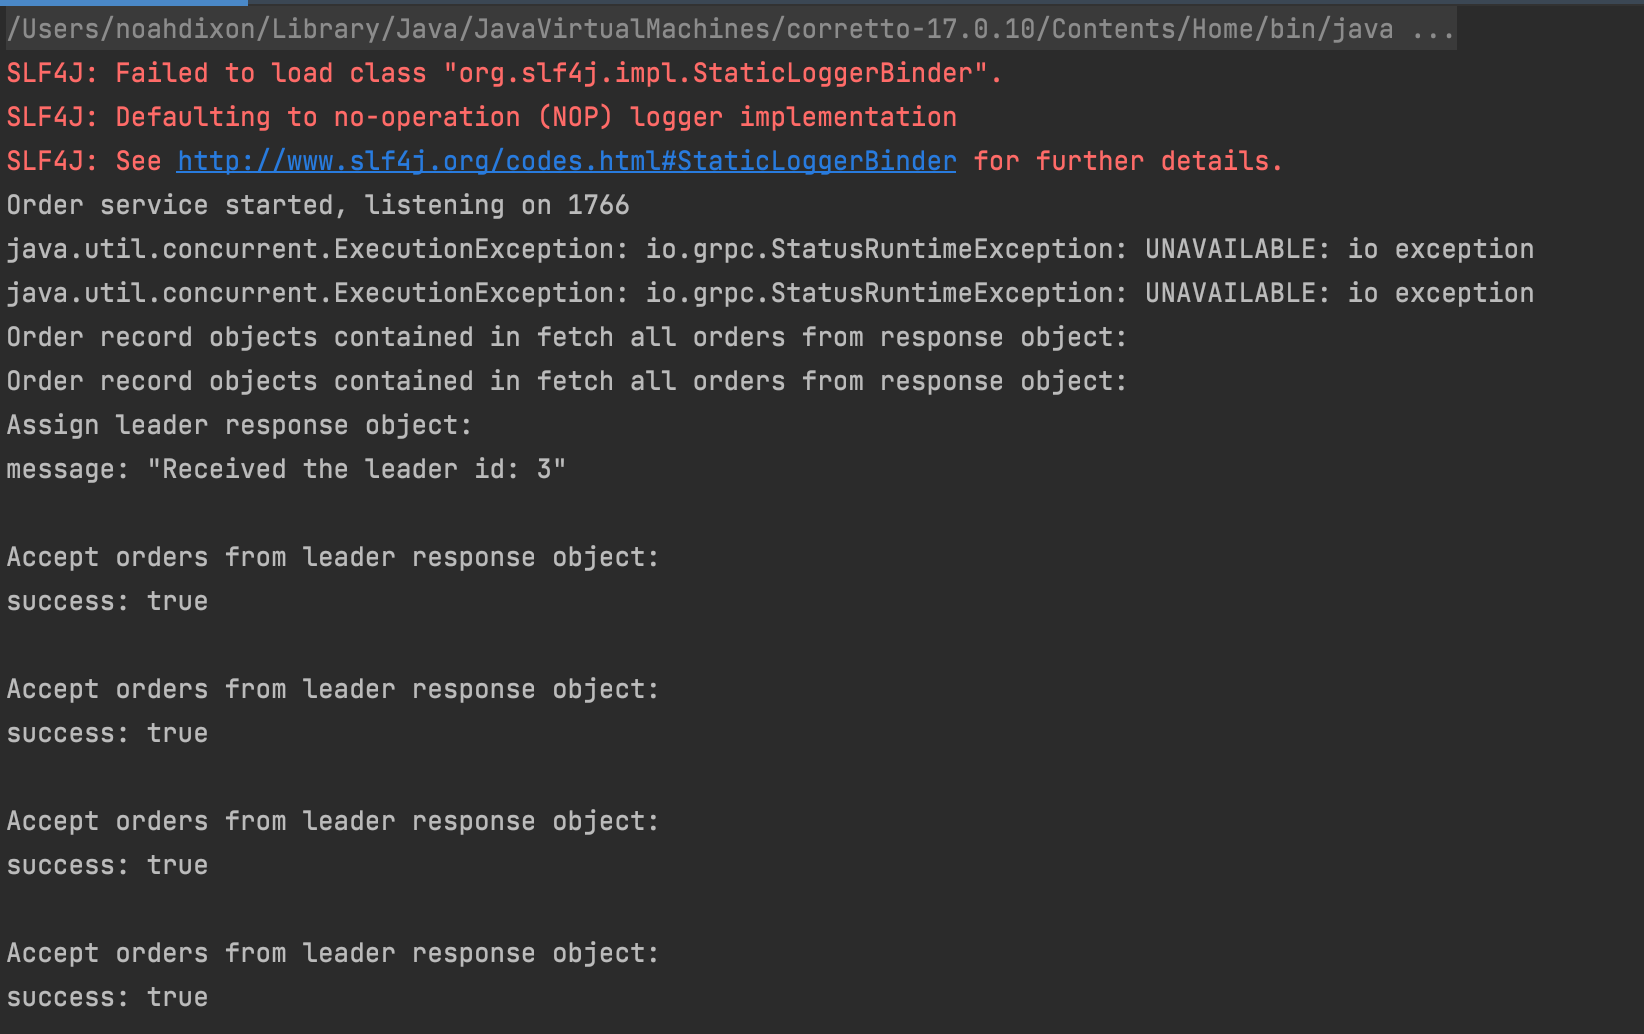 /Users/noahdixon/Library/Java/JavaVirtualMachines/corretto-17.0.10/Contents/Home/bin/java ...
SLF4J: Failed to load class "org.slf4j.impl.StaticLoggerBinder".
SLF4J: Defaulting to no-operation (NOP) logger implementation
SLF4J: See http://www.slf4j.org/codes.html#StaticLoggerBinder for further details.
Order service started, listening on 1766
java.util.concurrent.ExecutionException: io.grpc.StatusRuntimeException: UNAVAILABLE: io exception
java.util.concurrent.ExecutionException: io.grpc.StatusRuntimeException: UNAVAILABLE: io exception
Order record objects contained in fetch all orders from response object:
Order record objects contained in fetch all orders from response object:
Assign leader response object:
message: "Received the leader id: 3"
Accept orders from leader response object:
success: true
Accept orders from leader response object:
success: true
Accept orders from leader response object:
success: true
Accept orders from leader response object:
success: true